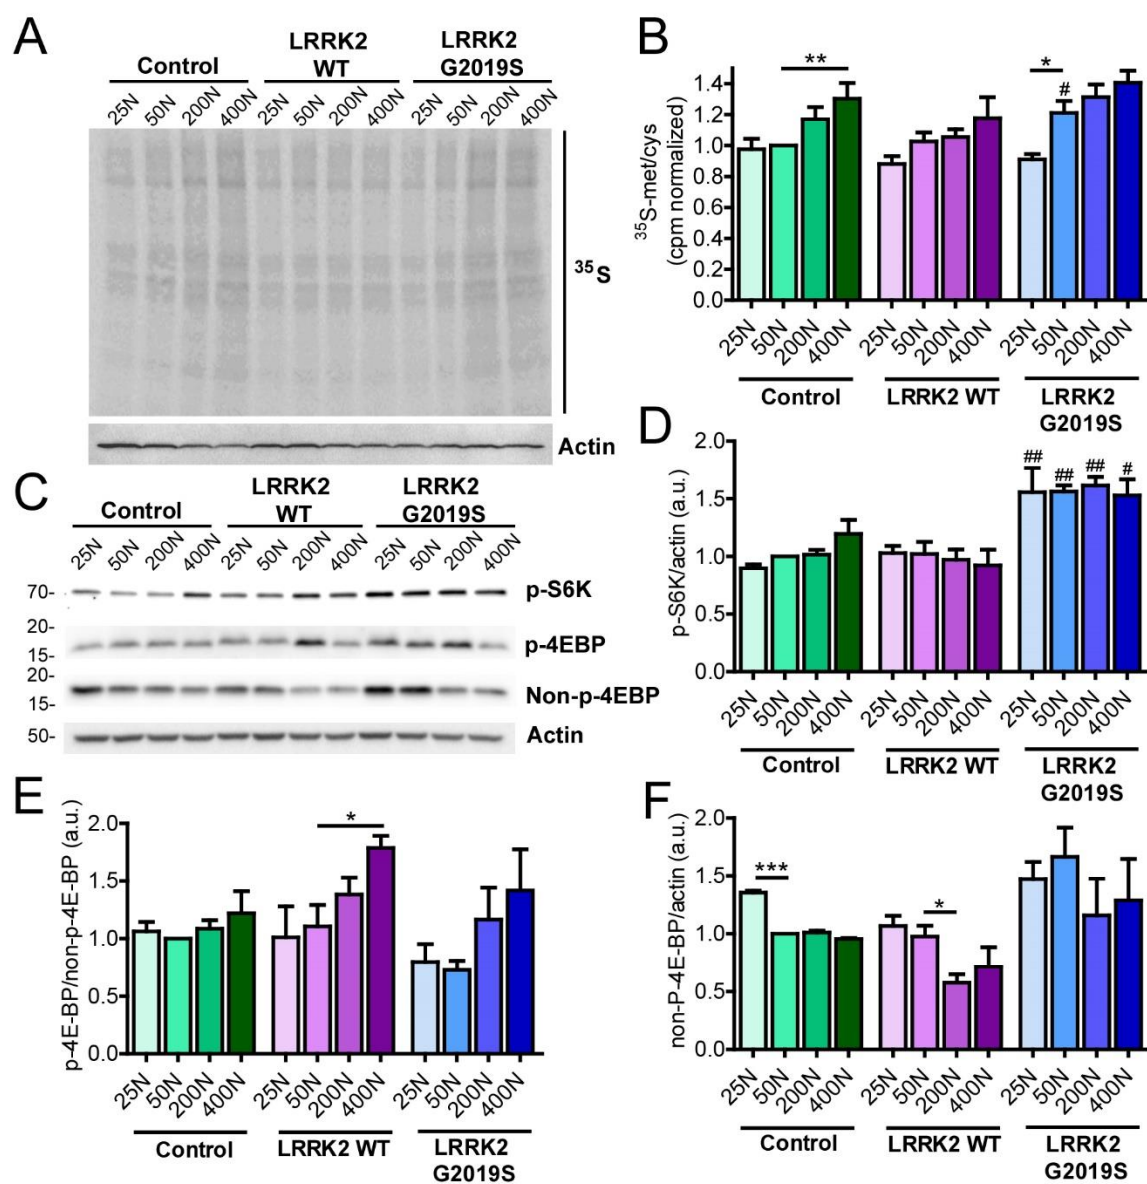 A
Control
LRRK2
WT
LRRK2
G2019S
25N 50N 200N 400N 25N 50N 200N 400N 25N 50N 200N 400N
35S
Actin
B
35S-met/cys
(cpm normalized)
1.4
1.2
1.0
0.8
0.6
0.4
0.2
0.0
**
*
#
25N 50N 200N 400N 25N 50N 200N 400N 25N 50N 200N 400N
Control
LRRK2 WT
LRRK2
G2019S
C
Control
LRRK2
WT
LRRK2
G2019S
25N 50N 200N 400N 25N 50N 200N 400N 25N 50N 200N 400N
70-
p-S6K
20-
15-
p-4EBP
20-
15-
Non-p-4EBP
50-
Actin
D
p-S6K/actin (a.u.)
2.0
1.5
1.0
0.5
0.0
## ## ## #
25N 50N 200N 400N 25N 50N 200N 400N 25N 50N 200N 400N
Control
LRRK2 WT
LRRK2
G2019S
E
p-4E-BP/non-p-4E-BP (a.u.)
2.0
1.5
1.0
0.5
0.0
*
25N 50N 200N 400N 25N 50N 200N 400N 25N 50N 200N 400N
Control
LRRK2 WT
LRRK2
G2019S
F
non-P-4E-BP/actin (a.u.)
2.0
1.5
1.0
0.5
0.0
***
*
25N 50N 200N 400N 25N 50N 200N 400N 25N 50N 200N 400N
Control
LRRK2 WT
LRRK2
G2019S